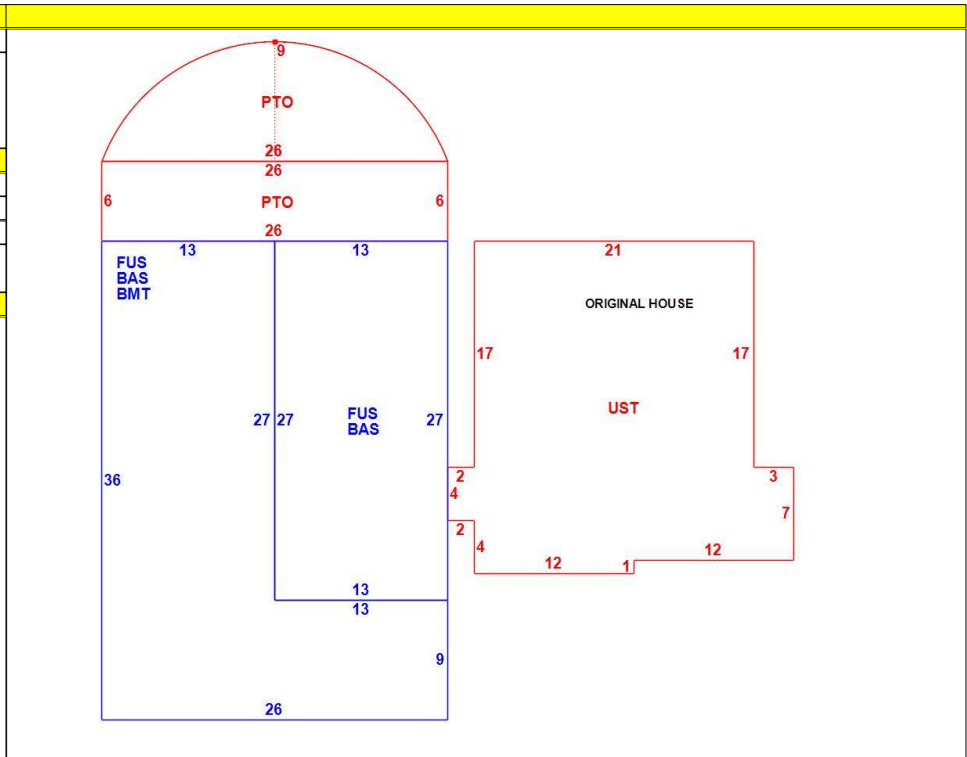 9
PTO
26
26
6 PTO 6
26
13 13 21
FUS
BAS
BMT
ORIGINAL HOUSE
17 17
UST
FUS
BAS
27 27 27
36
2 3
4
7
2
4 12 1 12
13
13
9
26